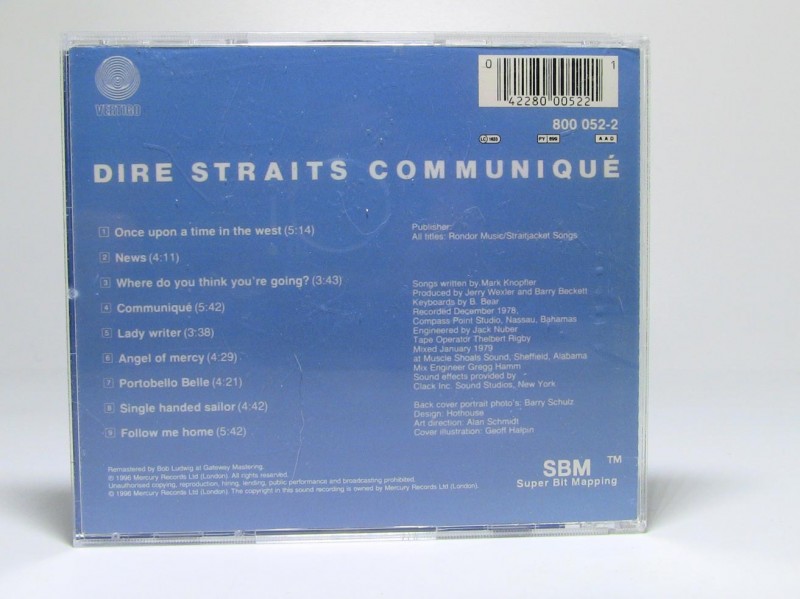 VERTIGO
0 1
42280 00522
800 052-2
LC 1633 PY 899 AAD
DIRE STRAITS COMMUNIQUÉ
1 Once upon a time in the west (5:14)
2 News (4:11)
3 Where do you think you're going? (3:43)
4 Communiqué (5:42)
5 Lady writer (3:38)
6 Angel of mercy (4:29)
7 Portobello Belle (4:21)
8 Single handed sailor (4:42)
9 Follow me home (5:42)
Publisher:
All titles: Rondor Music/Straitjacket Songs
Songs written by Mark Knopfler
Produced by Jerry Wexler and Barry Beckett
Keyboards by B. Bear
Recorded December 1978,
Compass Point Studio, Nassau, Bahamas
Engineered by Jack Nuber
Tape Operator Thelbert Rigby
Mixed January 1979
at Muscle Shoals Sound, Sheffield, Alabama
Mix Engineer Gregg Hamm
Sound effects provided by
Clack Inc. Sound Studios, New York
Back cover portrait photo's: Barry Schulz
Design: Hothouse
Art direction: Alan Schmidt
Cover illustration: Geoff Halpin
Remastered by Bob Ludwig at Gateway Mastering.
℗ 1996 Mercury Records Ltd (London). All rights reserved.
Unauthorised copying, reproduction, hiring, lending, public performance and broadcasting prohibited.
© 1996 Mercury Records Ltd (London). The copyright in this sound recording is owned by Mercury Records Ltd (London).
SBM TM
Super Bit Mapping